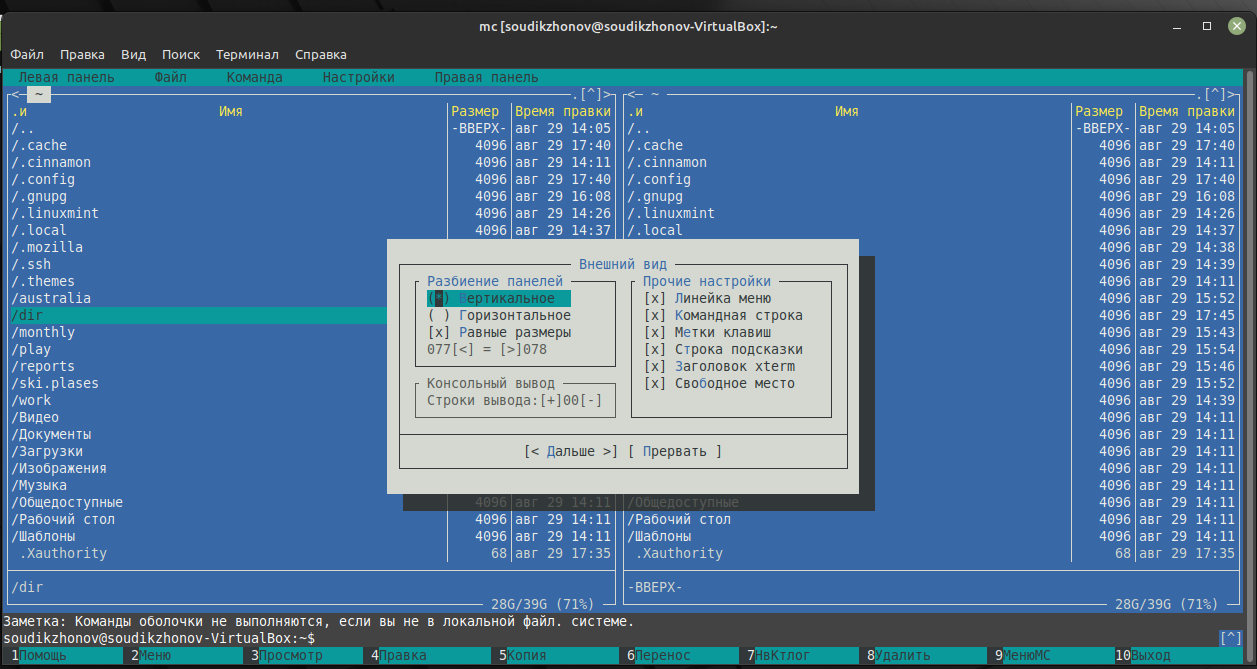 mc [soudikzhonov@soudikzhonov-VirtualBox]:~
Файл Правка Вид Поиск Терминал Справка
Левая панель Файл Команда Настройки Правая панель
<─ ~ .[^]> <─ ~ .[^]>
.и Имя Размер Время правки .и Имя Размер Время правки
/.. -ВВЕРХ- авг 29 14:05 /.. -ВВЕРХ- авг 29 14:05
/.cache 4096 авг 29 17:40 /.cache 4096 авг 29 17:40
/.cinnamon 4096 авг 29 14:11 /.cinnamon 4096 авг 29 14:11
/.config 4096 авг 29 17:40 /.config 4096 авг 29 17:40
/.gnupg 4096 авг 29 16:08 /.gnupg 4096 авг 29 16:08
/.linuxmint 4096 авг 29 14:26 /.linuxmint 4096 авг 29 14:26
/.local 4096 авг 29 14:37 /.local 4096 авг 29 14:37
/.mozilla 4096 авг 29 14:38
/.ssh Внешний вид 4096 авг 29 14:39
/.themes Разбиение панелей Прочие настройки 4096 авг 29 14:11
/australia (*) Вертикальное [x] Линейка меню 4096 авг 29 15:52
/dir ( ) Горизонтальное [x] Командная строка 4096 авг 29 17:45
/monthly [x] Равные размеры [x] Метки клавиш 4096 авг 29 15:43
/play 077[<] = [>]078 [x] Строка подсказки 4096 авг 29 15:54
/reports [x] Заголовок xterm 4096 авг 29 15:46
/ski.plases Консольный вывод [x] Свободное место 4096 авг 29 15:52
/work Строки вывода:[+]00[-] 4096 авг 29 14:39
/Видео 4096 авг 29 14:11
/Документы 4096 авг 29 14:11
/Загрузки [< Дальше >] [ Прервать ] 4096 авг 29 14:11
/Изображения 4096 авг 29 14:11
/Музыка 4096 авг 29 14:11
/Общедоступные 4096 авг 29 14:11 /Общедоступные 4096 авг 29 14:11
/Рабочий стол 4096 авг 29 14:11 /Рабочий стол 4096 авг 29 14:11
/Шаблоны 4096 авг 29 14:11 /Шаблоны 4096 авг 29 14:11
.Xauthority 68 авг 29 17:35 .Xauthority 68 авг 29 17:35
/dir -ВВЕРХ-
28G/39G (71%) 28G/39G (71%)
Заметка: Команды оболочки не выполняются, если вы не в локальной файл. системе.
soudikzhonov@soudikzhonov-VirtualBox:~$ [^]
1Помощь 2Меню 3Просмотр 4Правка 5Копия 6Перенос 7НвКтлог 8Удалить 9МенюМС 10Выход